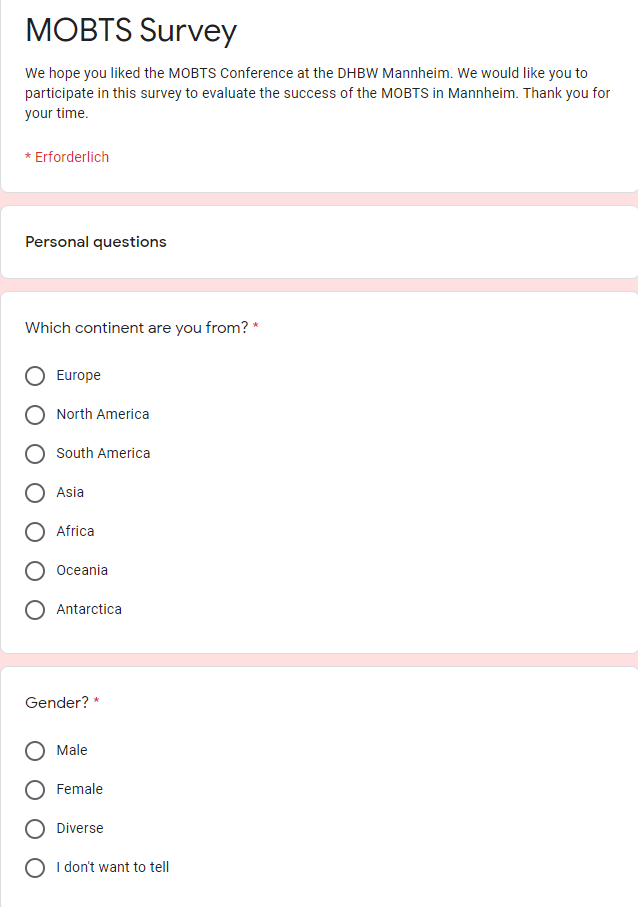 MOBTS Survey
We hope you liked the MOBTS Conference at the DHBW Mannheim. We would like you to
participate in this survey to evaluate the success of the MOBTS in Mannheim. Thank you for
your time.
* Erforderlich
Personal questions
Which continent are you from? *
Europe
North America
South America
Asia
Africa
Oceania
Antarctica
Gender? *
Male
Female
Diverse
I don't want to tell